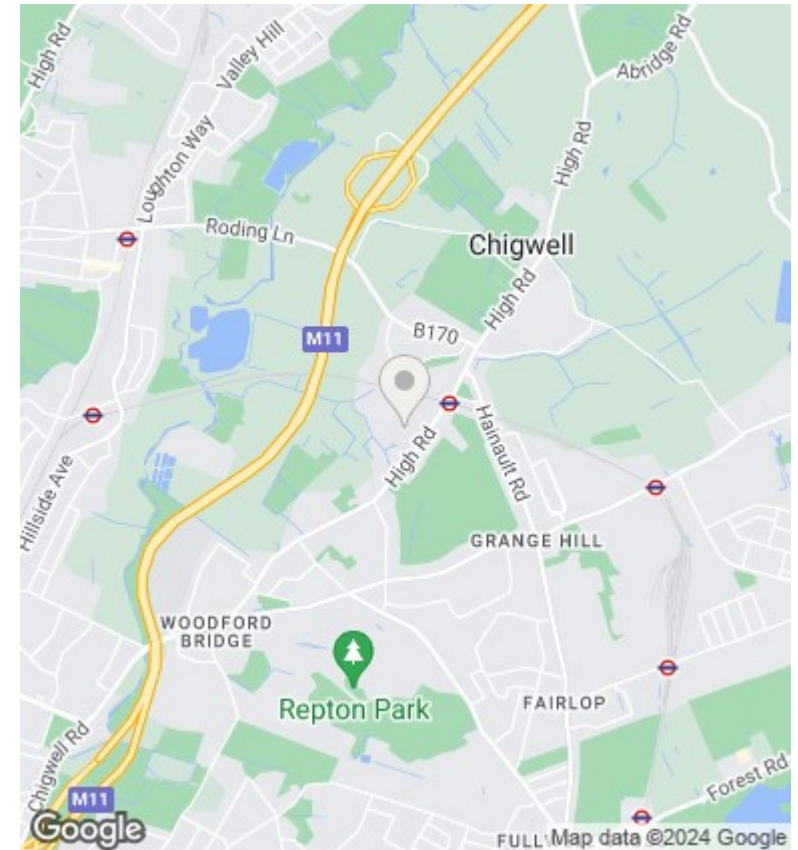 High Rd
Valley Hill
Abridge Rd
Loughton Way
High Rd
Roding Ln
Chigwell
High Rd
M11
B170
High Rd
Hainault Rd
Hillside Ave
GRANGE HILL
WOODFORD
BRIDGE
Repton Park
FAIRLOP
Chigwell Rd
M11
Forest Rd
Google
FULLW
Map data ©2024 Google